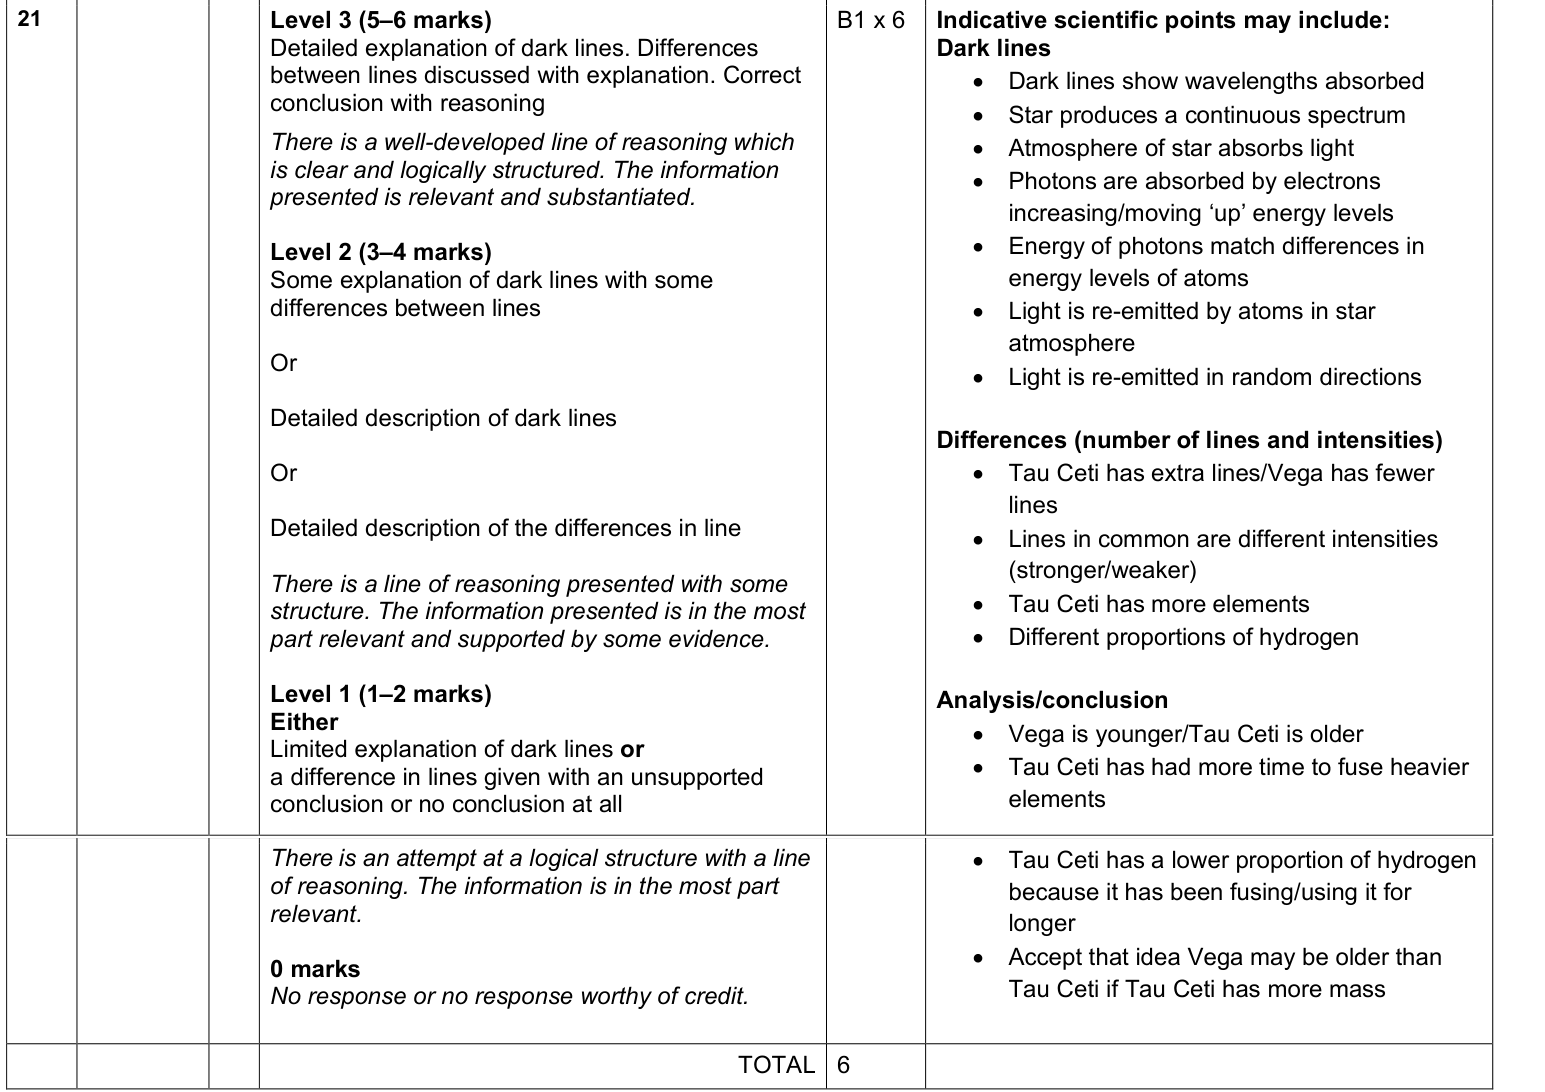 21
Level 3 (5–6 marks)
Detailed explanation of dark lines. Differences
between lines discussed with explanation. Correct
conclusion with reasoning
There is a well-developed line of reasoning which
is clear and logically structured. The information
presented is relevant and substantiated.
Level 2 (3–4 marks)
Some explanation of dark lines with some
differences between lines
Or
Detailed description of dark lines
Or
Detailed description of the differences in line
There is a line of reasoning presented with some
structure. The information presented is in the most
part relevant and supported by some evidence.
Level 1 (1–2 marks)
Either
Limited explanation of dark lines or
a difference in lines given with an unsupported
conclusion or no conclusion at all
B1 x 6
Indicative scientific points may include:
Dark lines
• Dark lines show wavelengths absorbed
• Star produces a continuous spectrum
• Atmosphere of star absorbs light
• Photons are absorbed by electrons
increasing/moving ‘up’ energy levels
• Energy of photons match differences in
energy levels of atoms
• Light is re-emitted by atoms in star
atmosphere
• Light is re-emitted in random directions
Differences (number of lines and intensities)
• Tau Ceti has extra lines/Vega has fewer
lines
• Lines in common are different intensities
(stronger/weaker)
• Tau Ceti has more elements
• Different proportions of hydrogen
Analysis/conclusion
• Vega is younger/Tau Ceti is older
• Tau Ceti has had more time to fuse heavier
elements
There is an attempt at a logical structure with a line
of reasoning. The information is in the most part
relevant.
0 marks
No response or no response worthy of credit.
• Tau Ceti has a lower proportion of hydrogen
because it has been fusing/using it for
longer
• Accept that idea Vega may be older than
Tau Ceti if Tau Ceti has more mass
TOTAL 6